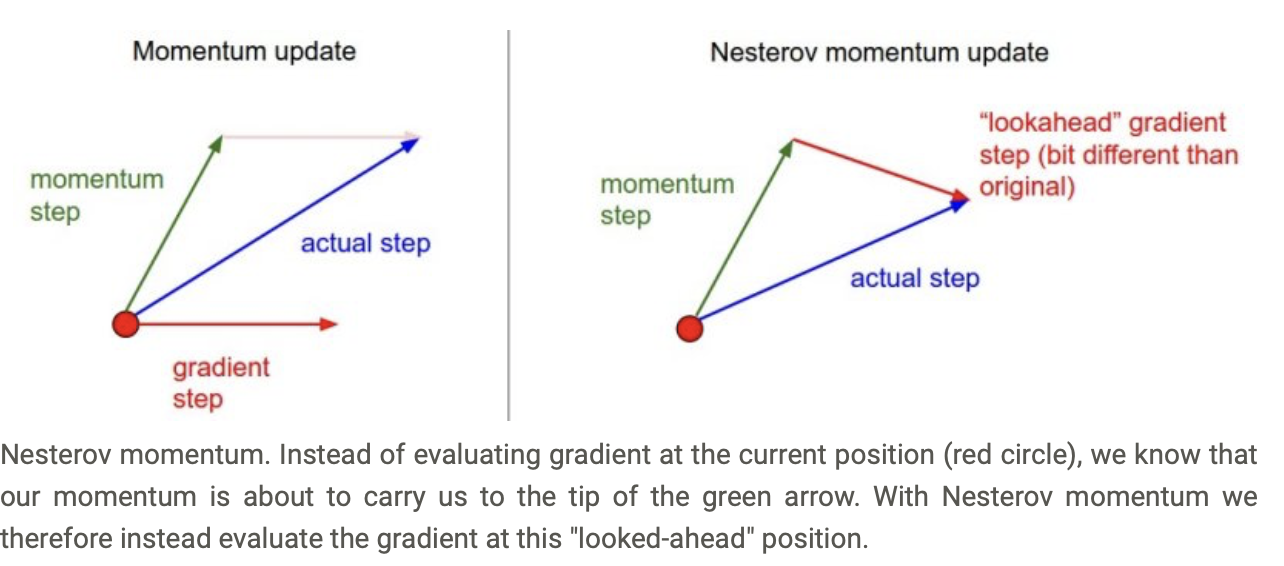 Momentum update
momentum
step
actual step
gradient
step
Nesterov momentum update
momentum
step
“lookahead” gradient
step (bit different than
original)
actual step
Nesterov momentum. Instead of evaluating gradient at the current position (red circle), we know that
our momentum is about to carry us to the tip of the green arrow. With Nesterov momentum we
therefore instead evaluate the gradient at this "looked-ahead" position.